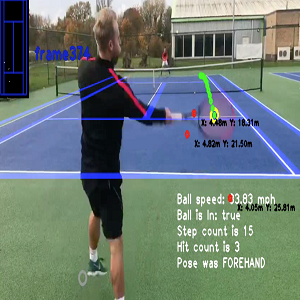 frame374
X: 4.48m Y: 18.31m
X: 4.82m Y: 21.50m
Ball speed: 33.83 mph
X: 4.05m Y: 25.81m
Ball is in: true
Step count is 15
Hit count is 3
Pose was FOREHAND